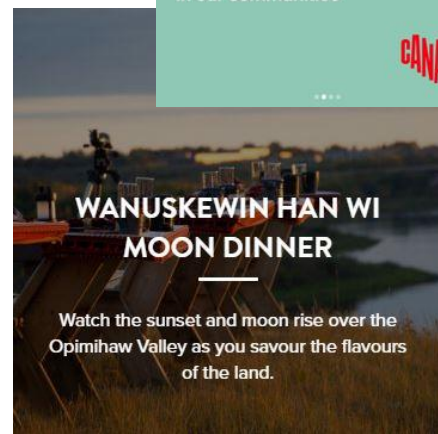 WANUSKEWIN HAN WI
MOON DINNER
Watch the sunset and moon rise over the
Opimihaw Valley as you savour the flavours
of the land.